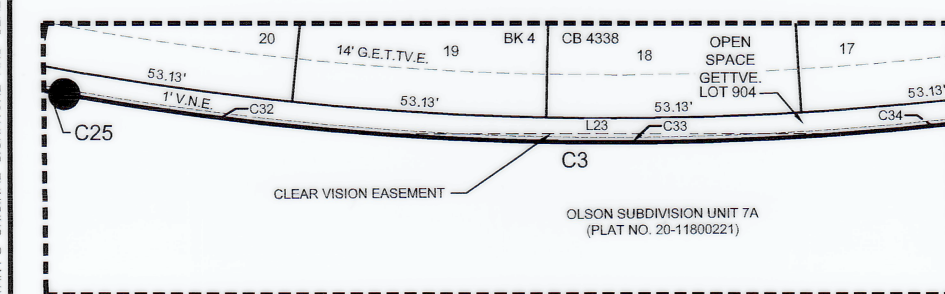 20
14' G.E.T.TV.E.
19
BK 4
CB 4338
18
OPEN
SPACE
GETTVE.
LOT 904
17
53.13'
53.13'
53.13'
53.13'
1' V.N.E.
C32
L23
C33
C34
C25
C3
CLEAR VISION EASEMENT
OLSON SUBDIVISION UNIT 7A
(PLAT NO. 20-11800221)